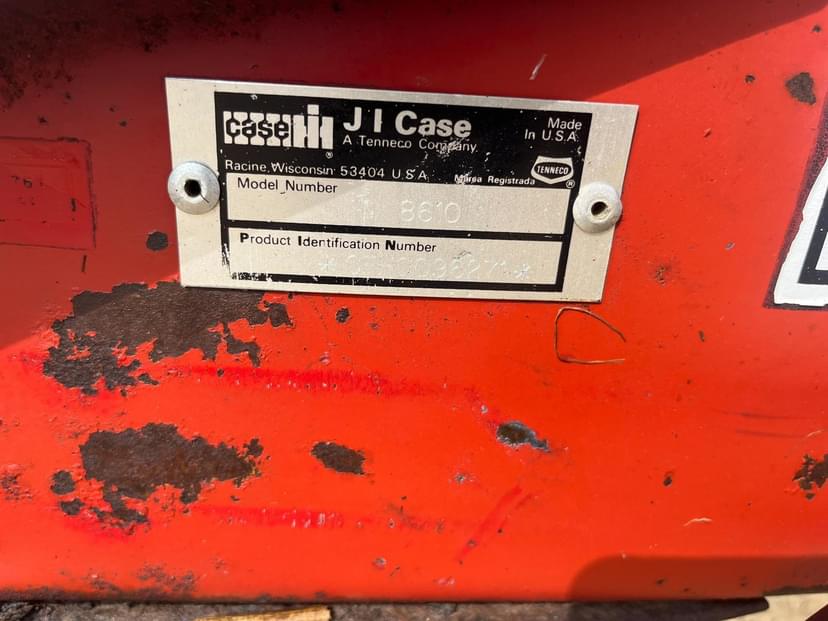 case IH ®
J I Case
A Tenneco Company
Made
In U.S.A.
Racine, Wisconsin 53404 U.S.A.
Marca Registrada
TENNECO ®
Model Number
8610
Product Identification Number